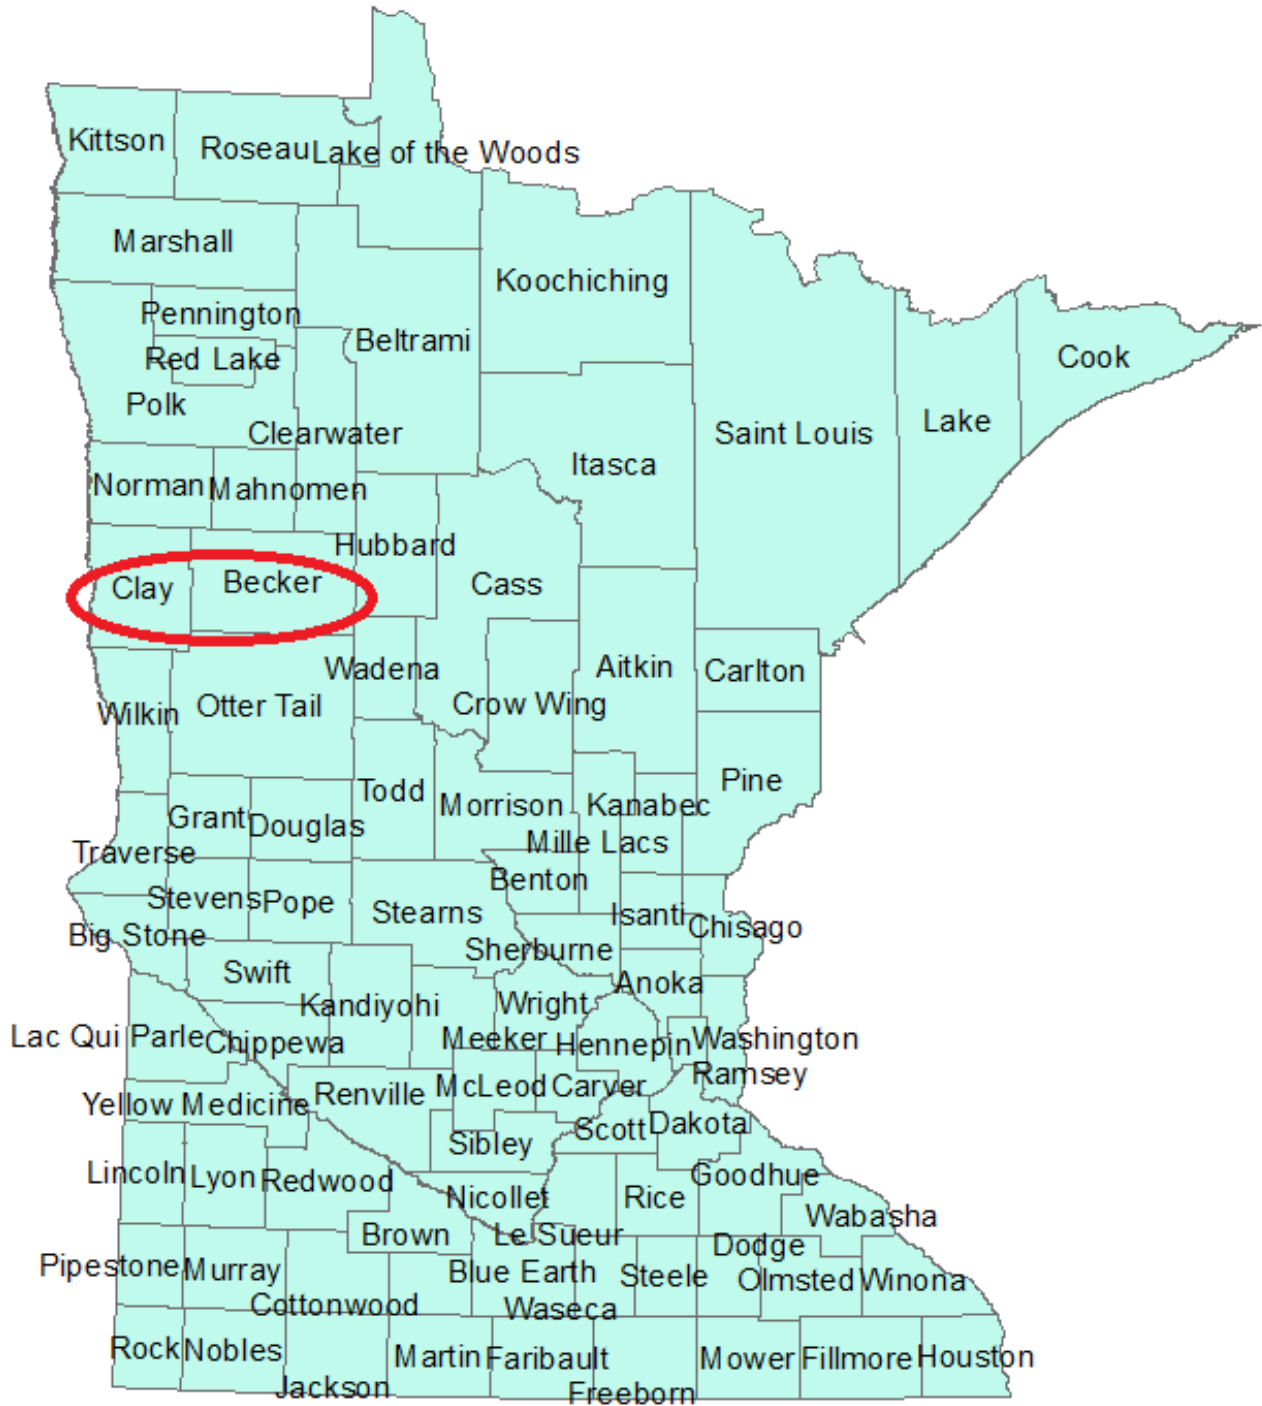 Kittson
Roseau
Lake of the Woods
Marshall
Koochiching
Pennington
Beltrami
Red Lake
Cook
Polk
Clearwater
Saint Louis
Lake
Itasca
Norman
Mahnomen
Hubbard
Clay
Becker
Cass
Wadena
Aitkin
Carlton
Wilkin
Otter Tail
Crow Wing
Pine
Todd
Morrison
Kanabec
Grant
Douglas
Mille Lacs
Traverse
Benton
Stevens
Pope
Stearns
Isanti
Chisago
Big Stone
Sherburne
Swift
Anoka
Kandiyohi
Wright
Lac Qui Parle
Chippewa
Meeker
Hennepin
Washington
Ramsey
Yellow Medicine
Renville
McLeod
Carver
Sibley
Scott
Dakota
Lincoln
Lyon
Redwood
Nicollet
Rice
Goodhue
Wabasha
Brown
Le Sueur
Dodge
Pipestone
Murray
Blue Earth
Steele
Olmsted
Winona
Cottonwood
Waseca
Rock
Nobles
Martin
Faribault
Mower
Fillmore
Houston
Jackson
Freeborn